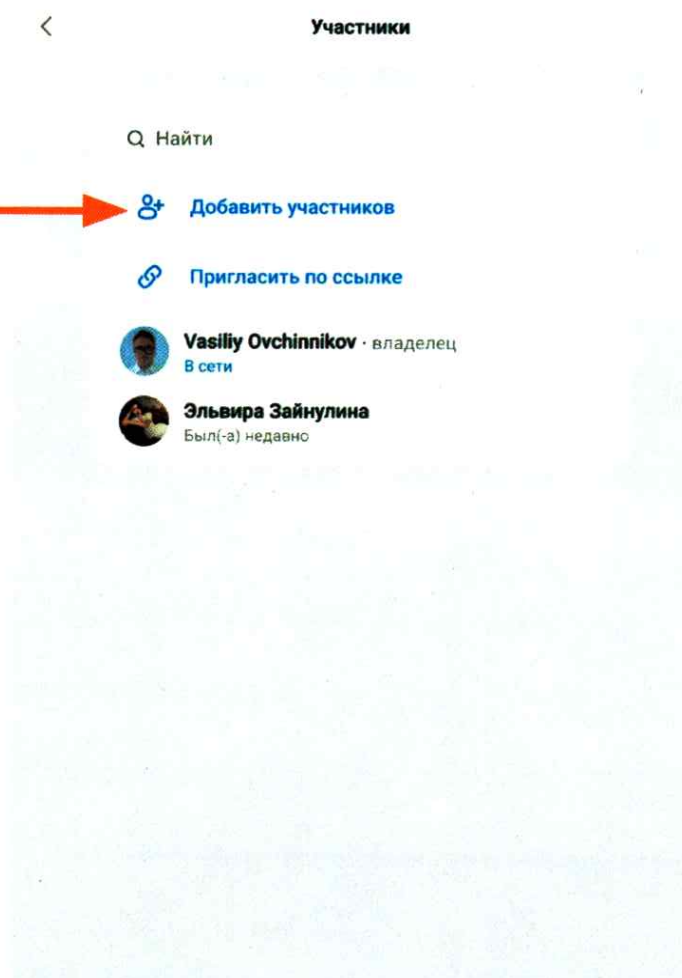 Участники
Найти
Добавить участников
Пригласить по ссылке
Vasiliy Ovchinnikov · владелец
В сети
Эльвира Зайнулина
Был(-а) недавно